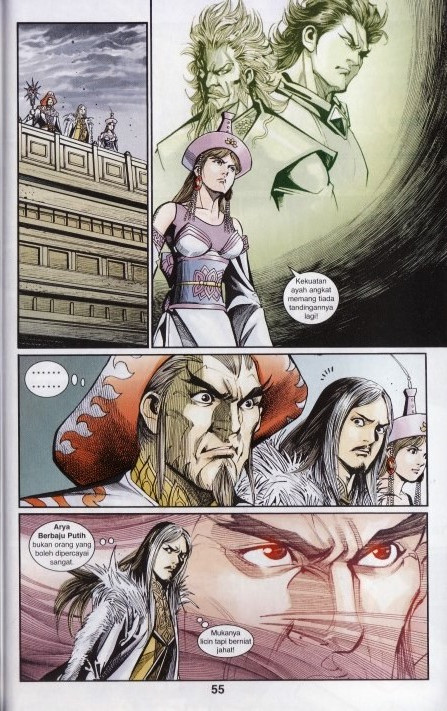 Kekuatan
ayah angkat
memang tiada
tandingannya
lagi!
......
......
Arya
Berbaju Putih
bukan orang yang
boleh dipercayai
sangat.
Mukanya
licin tapi berniat
jahat!
55